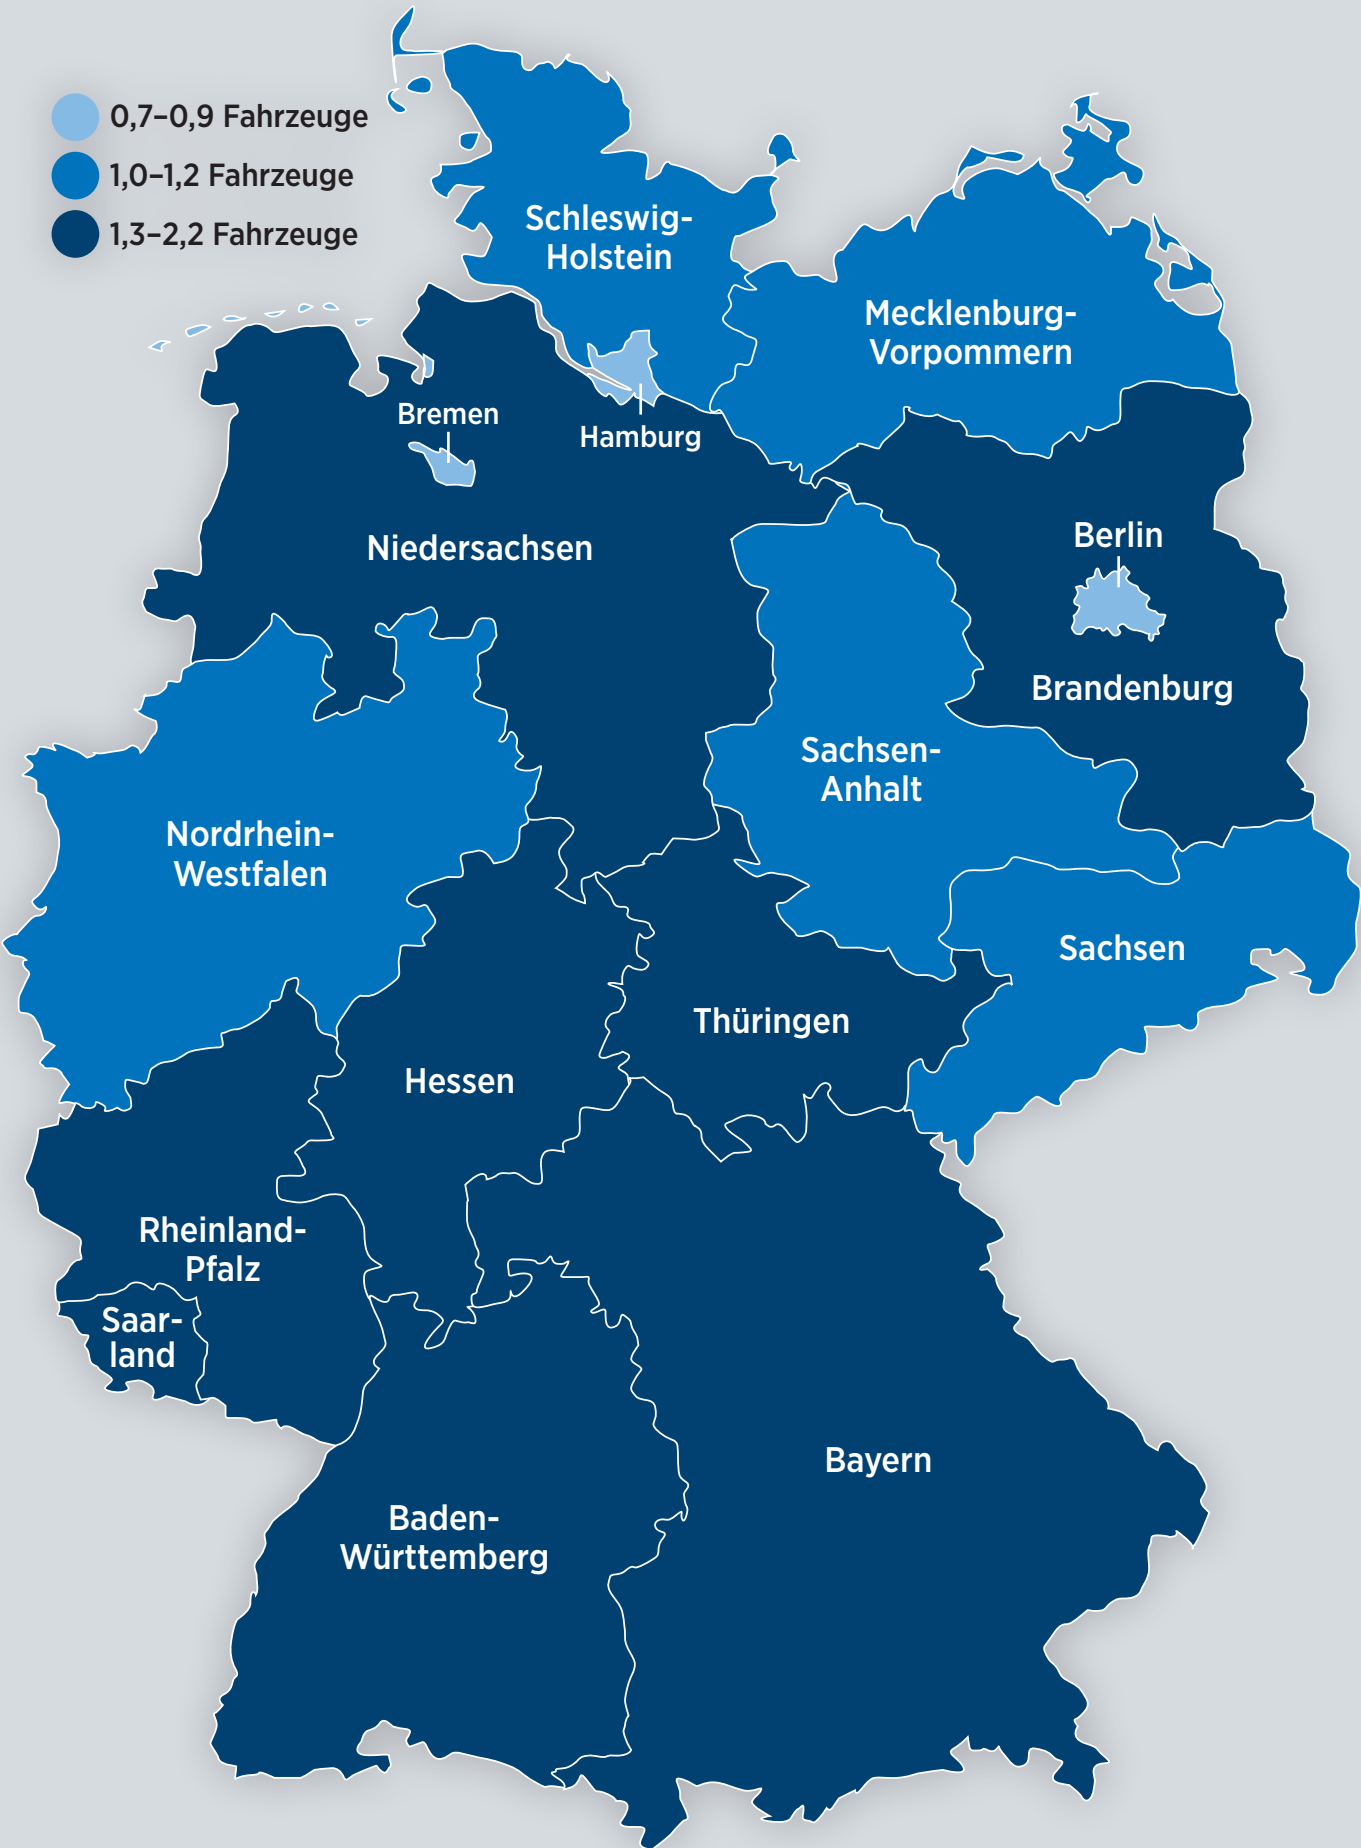 0,7–0,9 Fahrzeuge
1,0–1,2 Fahrzeuge
1,3–2,2 Fahrzeuge
Schleswig-
Holstein
Mecklenburg-
Vorpommern
Bremen
Hamburg
Niedersachsen
Berlin
Brandenburg
Sachsen-
Anhalt
Nordrhein-
Westfalen
Sachsen
Thüringen
Hessen
Rheinland-
Pfalz
Saar-
land
Bayern
Baden-
Württemberg